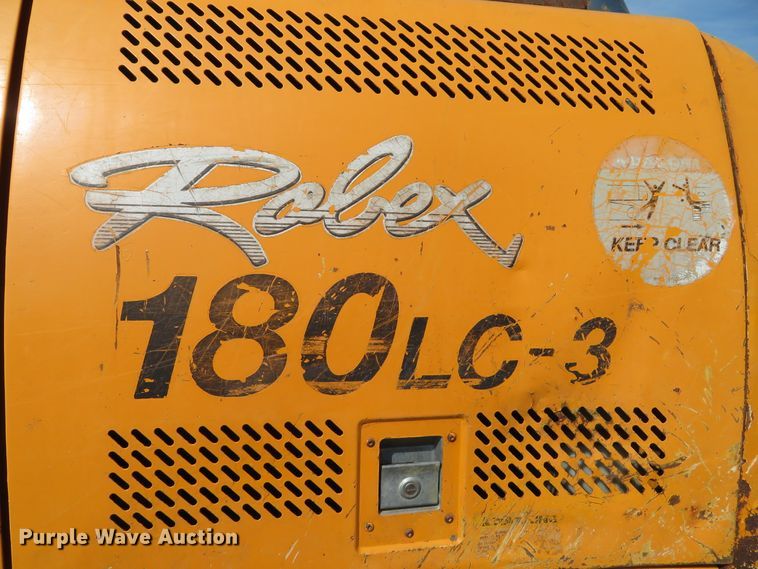 Robex
180LC-3
KEEP CLEAR
Purple Wave Auction